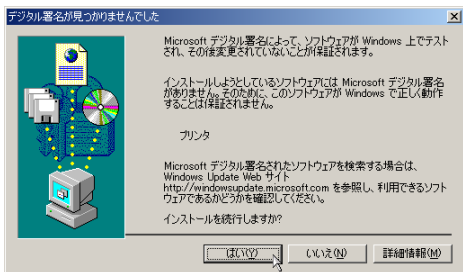 デジタル署名が見つかりませんでした
Microsoft デジタル署名によって、ソフトウェアが Windows 上でテスト
され、その後変更されていないことが保証されます。
インストールしようとしているソフトウェアには Microsoft デジタル署名
がありません。そのために、このソフトウェアが Windows で正しく動作
することは保証されません。
プリンタ
Microsoft デジタル署名されたソフトウェアを検索する場合は、
Windows Update Web サイト
http://windowsupdate.microsoft.com を参照し、利用できるソフト
ウェアであるかどうかを確認してください。
インストールを続行しますか?
はい(Y) いいえ(N) 詳細情報(M)